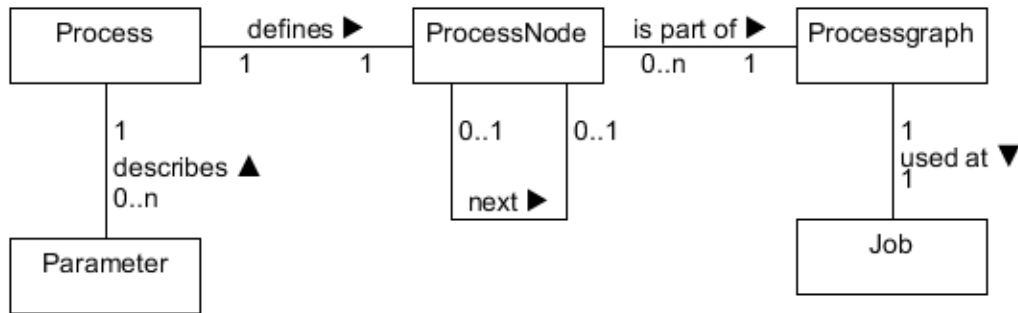 Process
defines ▶
1
1
ProcessNode
is part of ▶
0..n
1
Processgraph
1
describes ▲
0..n
0..1
0..1
next ▶
1
used at ▼
1
Parameter
Job